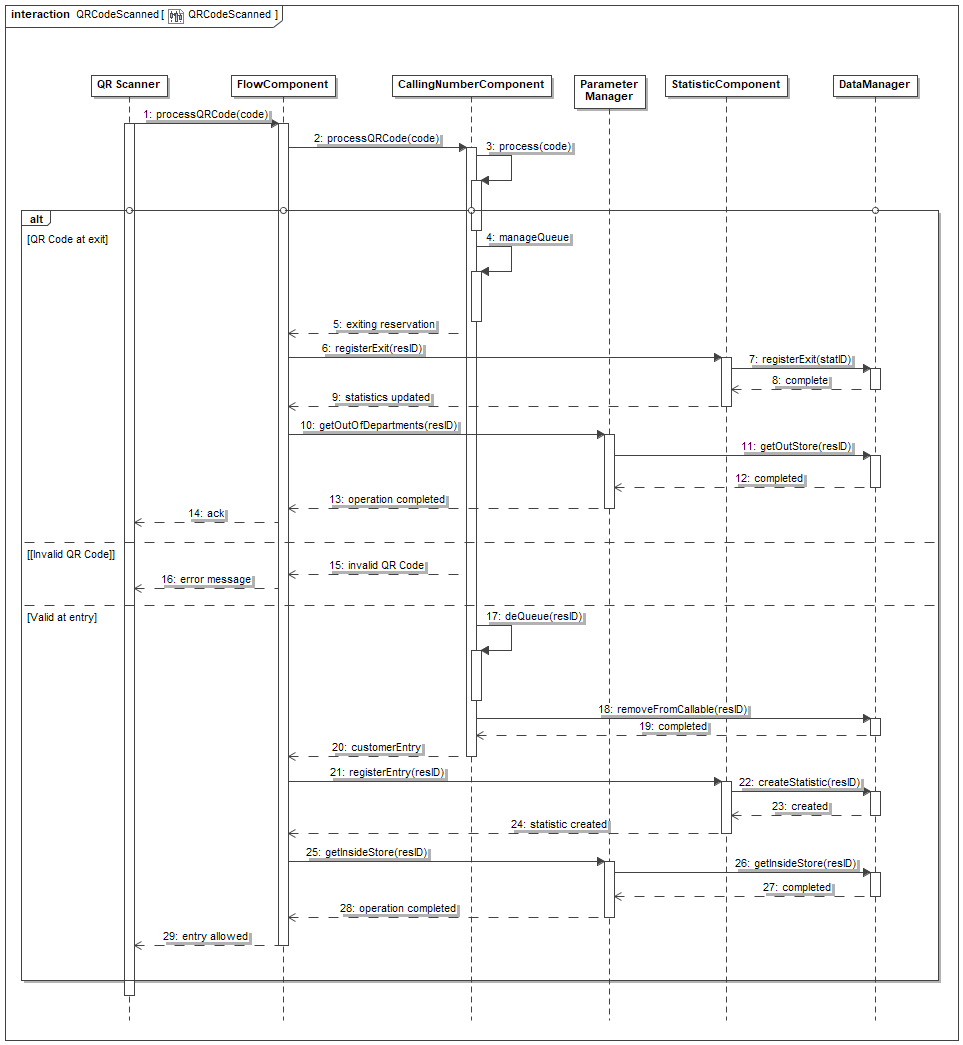 interaction QRCodeScanned [ QRCodeScanned ]
QR Scanner
FlowComponent
CallingNumberComponent
Parameter
Manager
StatisticComponent
DataManager
1: processQRCode(code)
2: processQRCode(code)
3: process(code)
alt
[QR Code at exit]
4: manageQueue
5: exiting reservation
6: registerExit(resID)
7: registerExit(statID)
8: complete
9: statistics updated
10: getOutOfDepartments(resID)
11: getOutStore(resID)
12: completed
13: operation completed
14: ack
[[Invalid QR Code]]
15: invalid QR Code
16: error message
[Valid at entry]
17: deQueue(resID)
18: removeFromCallable(resID)
19: completed
20: customerEntry
21: registerEntry(resID)
22: createStatistic(resID)
23: created
24: statistic created
25: getInsideStore(resID)
26: getInsideStore(resID)
27: completed
28: operation completed
29: entry allowed